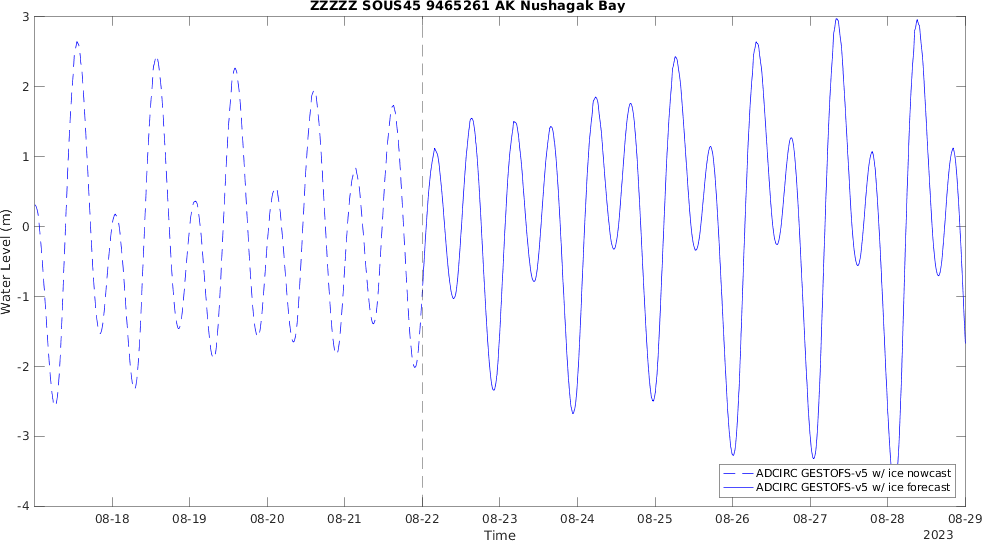 ZZZZZ SOUS45 9465261 AK Nushagak Bay
3
2
1
0
-1
-2
-3
-4
Water Level (m)
ADCIRC GESTOFS-v5 w/ ice nowcast
ADCIRC GESTOFS-v5 w/ ice forecast
08-18 08-19 08-20 08-21 08-22 08-23 08-24 08-25 08-26 08-27 08-28 08-29
Time
2023